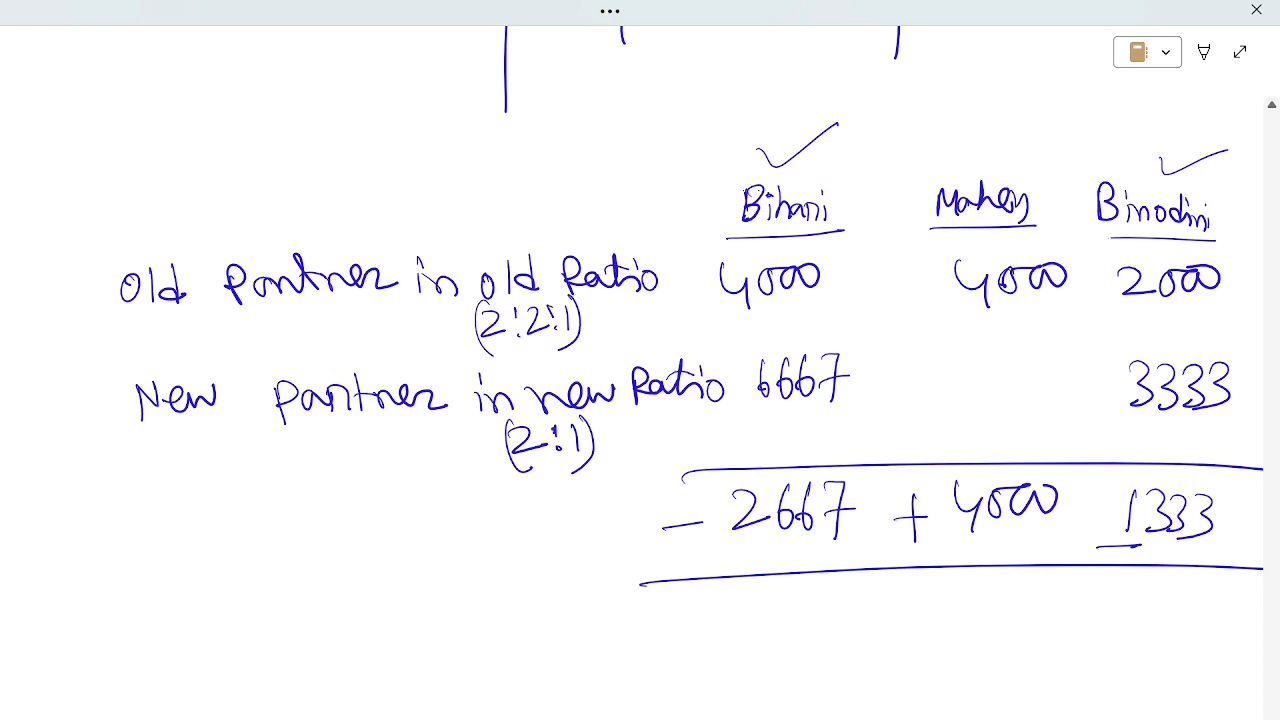 Bihari Mahen Binodini
Old Partner in old Ratio 4000 4000 2000
(2:2:1)
New Partner in new Ratio 6667 3333
(2:1)
- 2667 + 4000 1333